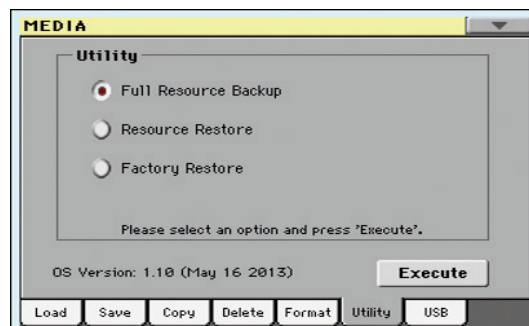 MEDIA
Utility
Full Resource Backup
Resource Restore
Factory Restore
Please select an option and press 'Execute'.
OS Version: 1.10 (May 16 2013)
Execute
Load Save Copy Delete Format Utility USB